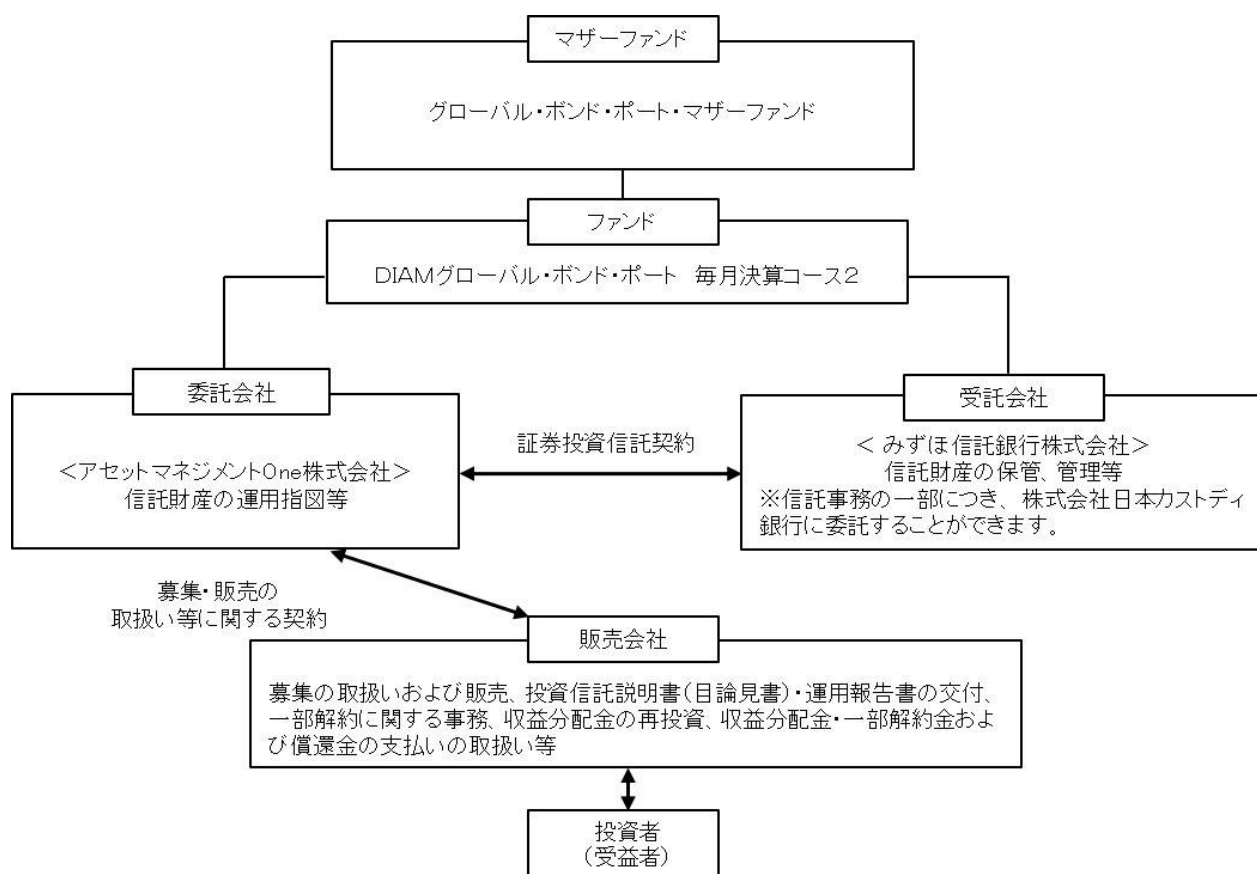 マザーファンド
グローバル・ボンド・ポート・マザーファンド
ファンド
DIAMグローバル・ボンド・ポート 毎月決算コース2
委託会社
<アセットマネジメントOne株式会社>
信託財産の運用指図等
証券投資信託契約
受託会社
< みずほ信託銀行株式会社>
信託財産の保管、管理等
※信託事務の一部につき、株式会社日本カストディ
銀行に委託することができます。
募集・販売の
取扱い等に関する契約
販売会社
募集の取扱いおよび販売、投資信託説明書(目論見書)・運用報告書の交付、
一部解約に関する事務、収益分配金の再投資、収益分配金・一部解約金およ
び償還金の支払いの取扱い等
投資者
(受益者)